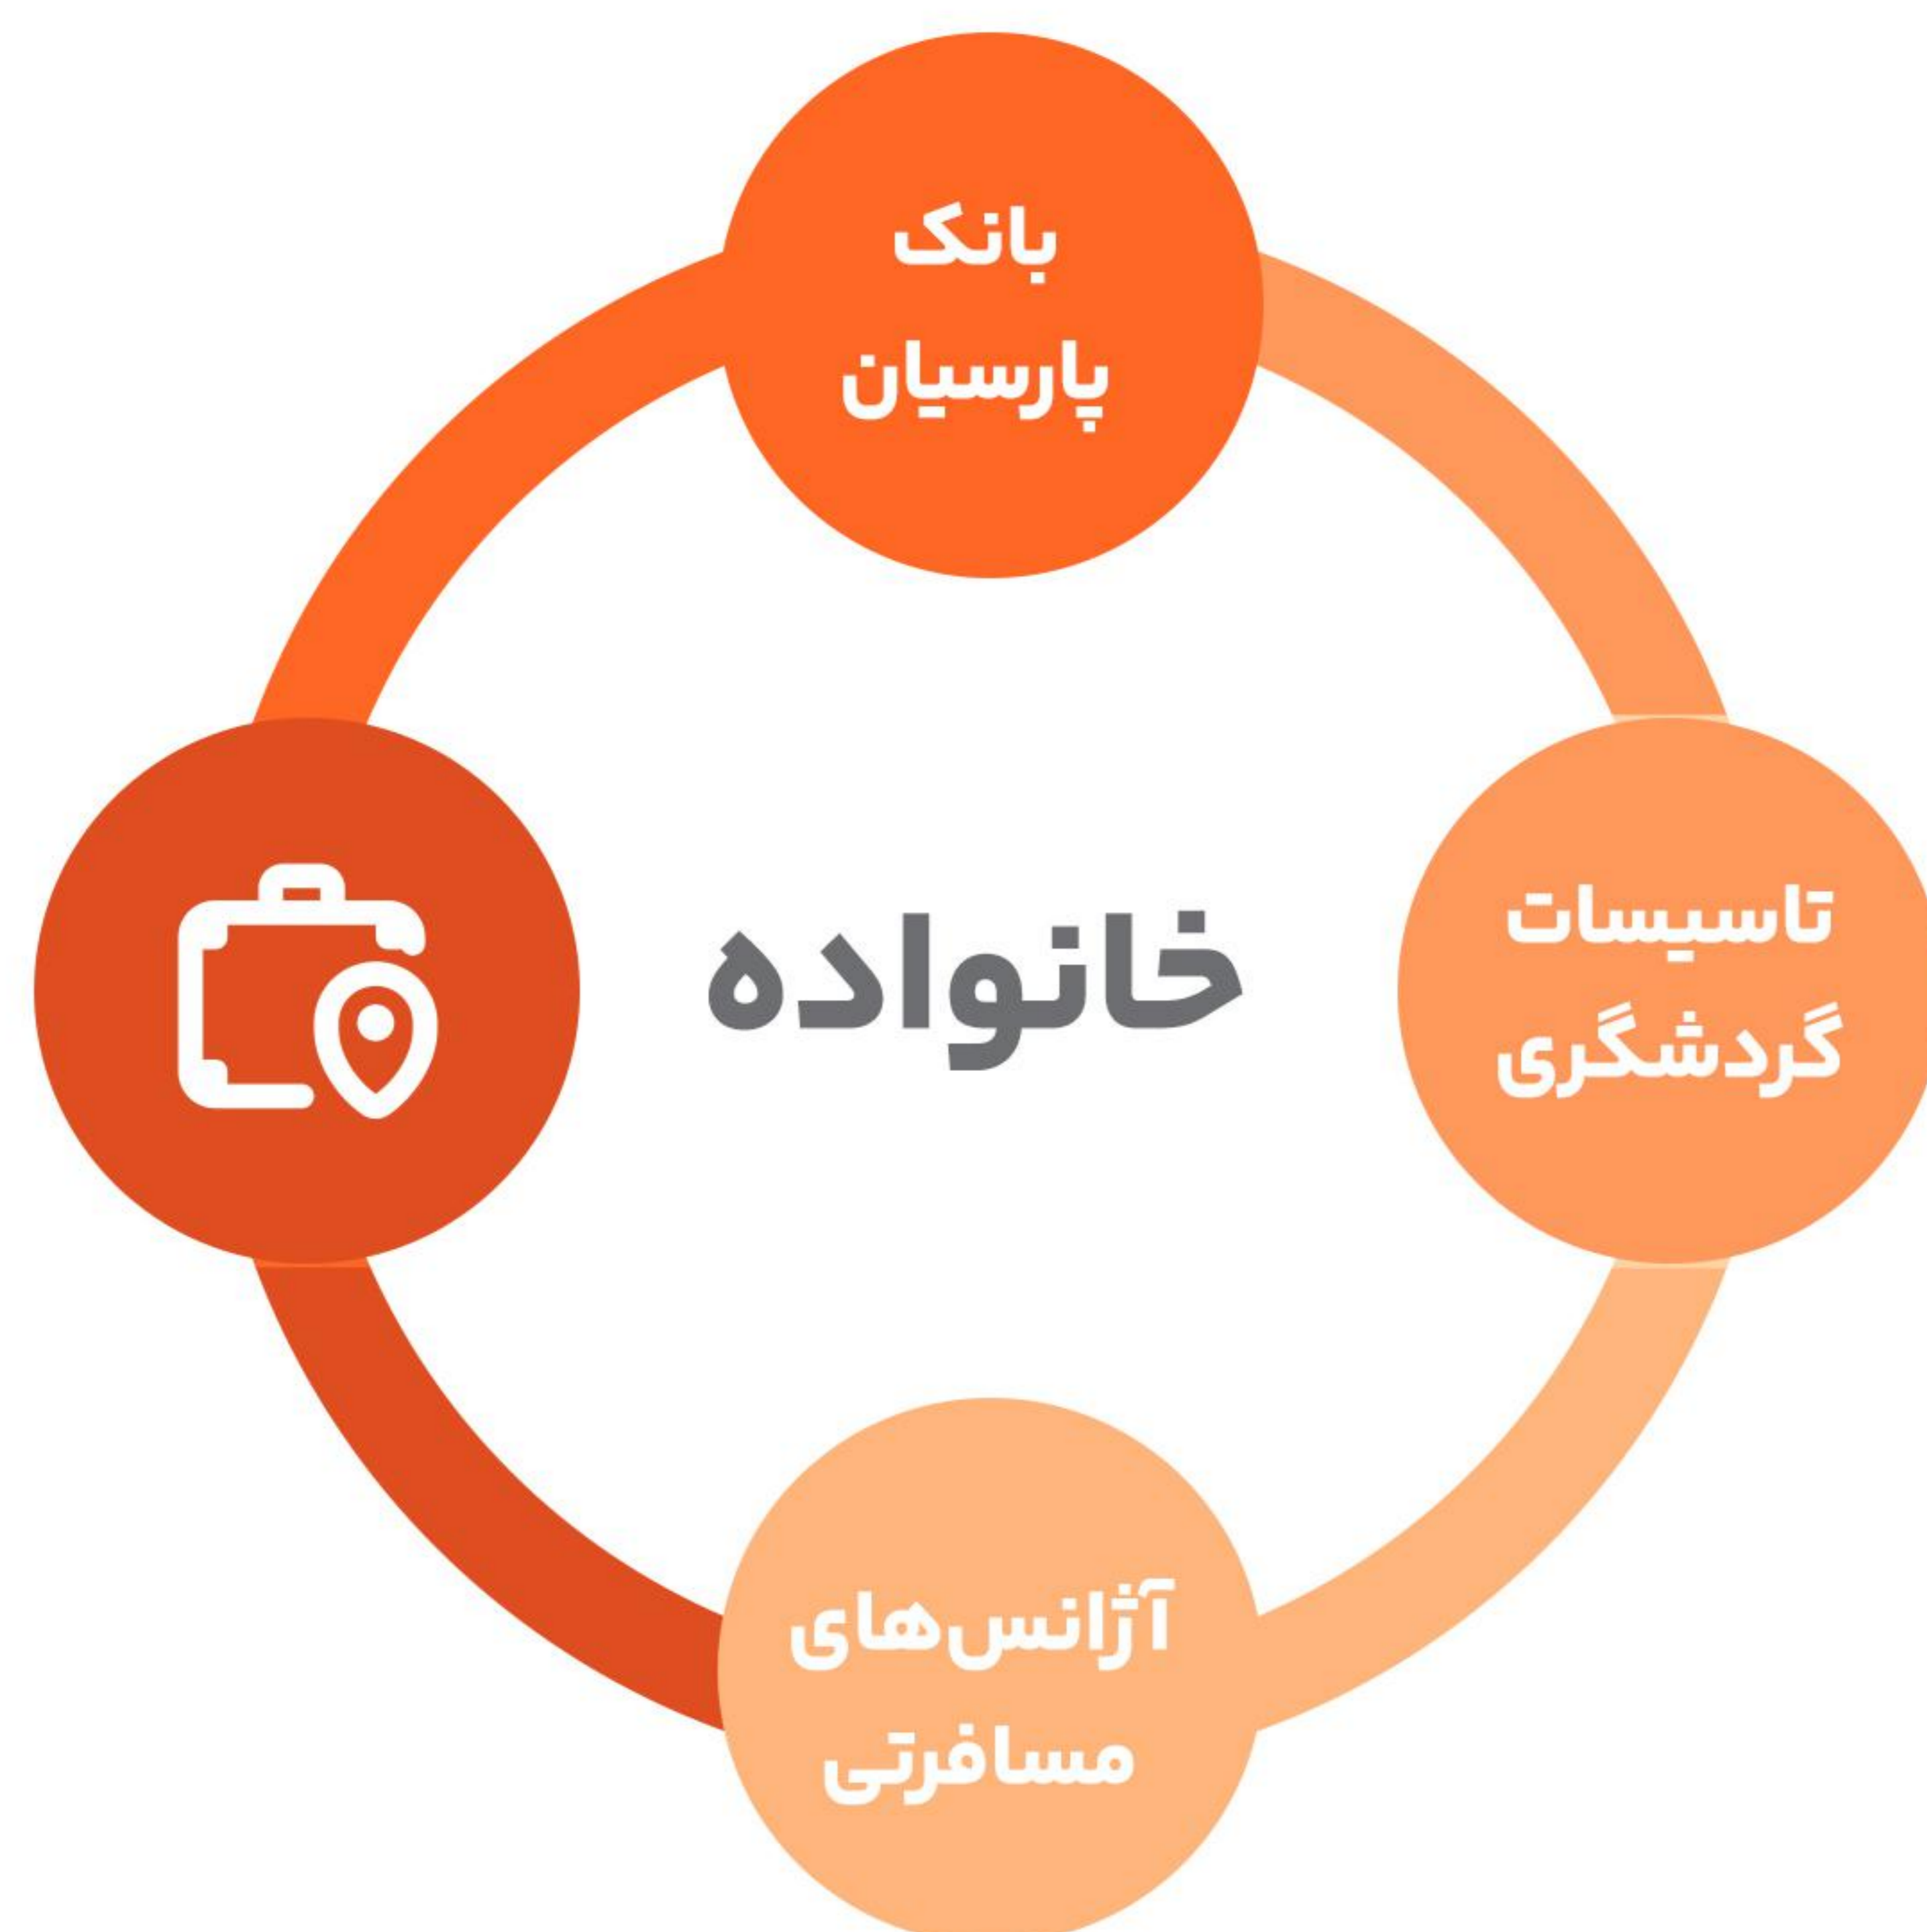 بانک
پارسیان
خانواده
تاسیسات
گردشگری
آژانس‌های
مسافرتی